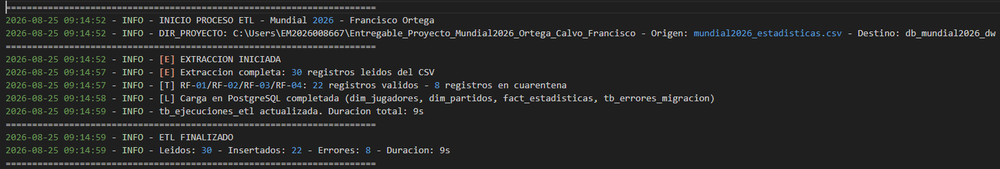 ======================================================================
2026-08-25 09:14:52 - INFO - INICIO PROCESO ETL - Mundial 2026 - Francisco Ortega
2026-08-25 09:14:52 - INFO - DIR_PROYECTO: C:\Users\EM2026008667\Entregable_Proyecto_Mundial2026_Ortega_Calvo_Francisco - Origen: mundial2026_estadisticas.csv - Destino: db_mundial2026_dw
======================================================================
2026-08-25 09:14:52 - INFO - [E] EXTRACCION INICIADA
2026-08-25 09:14:57 - INFO - [E] Extraccion completa: 30 registros leidos del CSV
2026-08-25 09:14:57 - INFO - [T] RF-01/RF-02/RF-03/RF-04: 22 registros validos - 8 registros en cuarentena
2026-08-25 09:14:58 - INFO - [L] Carga en PostgreSQL completada (dim_jugadores, dim_partidos, fact_estadisticas, tb_errores_migracion)
2026-08-25 09:14:59 - INFO - tb_ejecuciones_etl actualizada. Duracion total: 9s
======================================================================
2026-08-25 09:14:59 - INFO - ETL FINALIZADO
2026-08-25 09:14:59 - INFO - Leidos: 30 - Insertados: 22 - Errores: 8 - Duracion: 9s
======================================================================